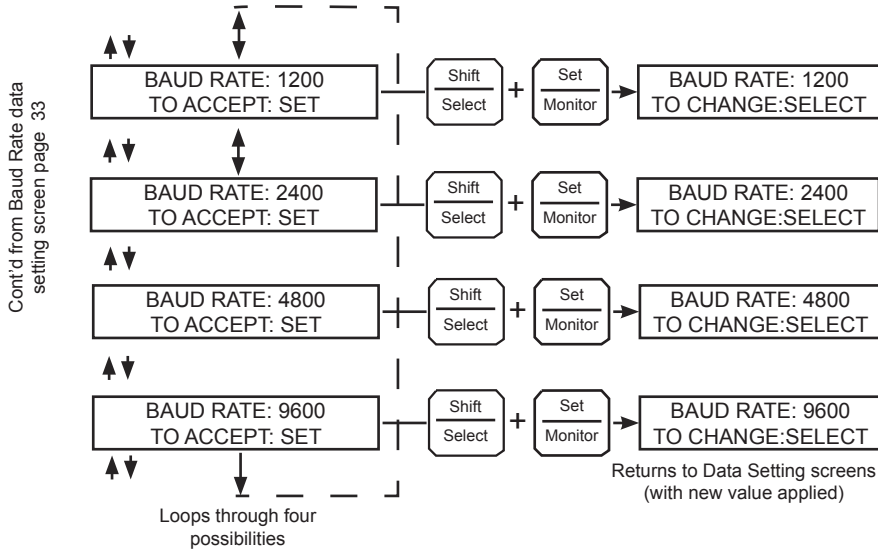 Cont'd from Baud Rate data
setting screen page 33
BAUD RATE: 1200
TO ACCEPT: SET
Shift
Select
+
Set
Monitor
BAUD RATE: 1200
TO CHANGE:SELECT
BAUD RATE: 2400
TO ACCEPT: SET
Shift
Select
+
Set
Monitor
BAUD RATE: 2400
TO CHANGE:SELECT
BAUD RATE: 4800
TO ACCEPT: SET
Shift
Select
+
Set
Monitor
BAUD RATE: 4800
TO CHANGE:SELECT
BAUD RATE: 9600
TO ACCEPT: SET
Shift
Select
+
Set
Monitor
BAUD RATE: 9600
TO CHANGE:SELECT
Returns to Data Setting screens
(with new value applied)
Loops through four
possibilities